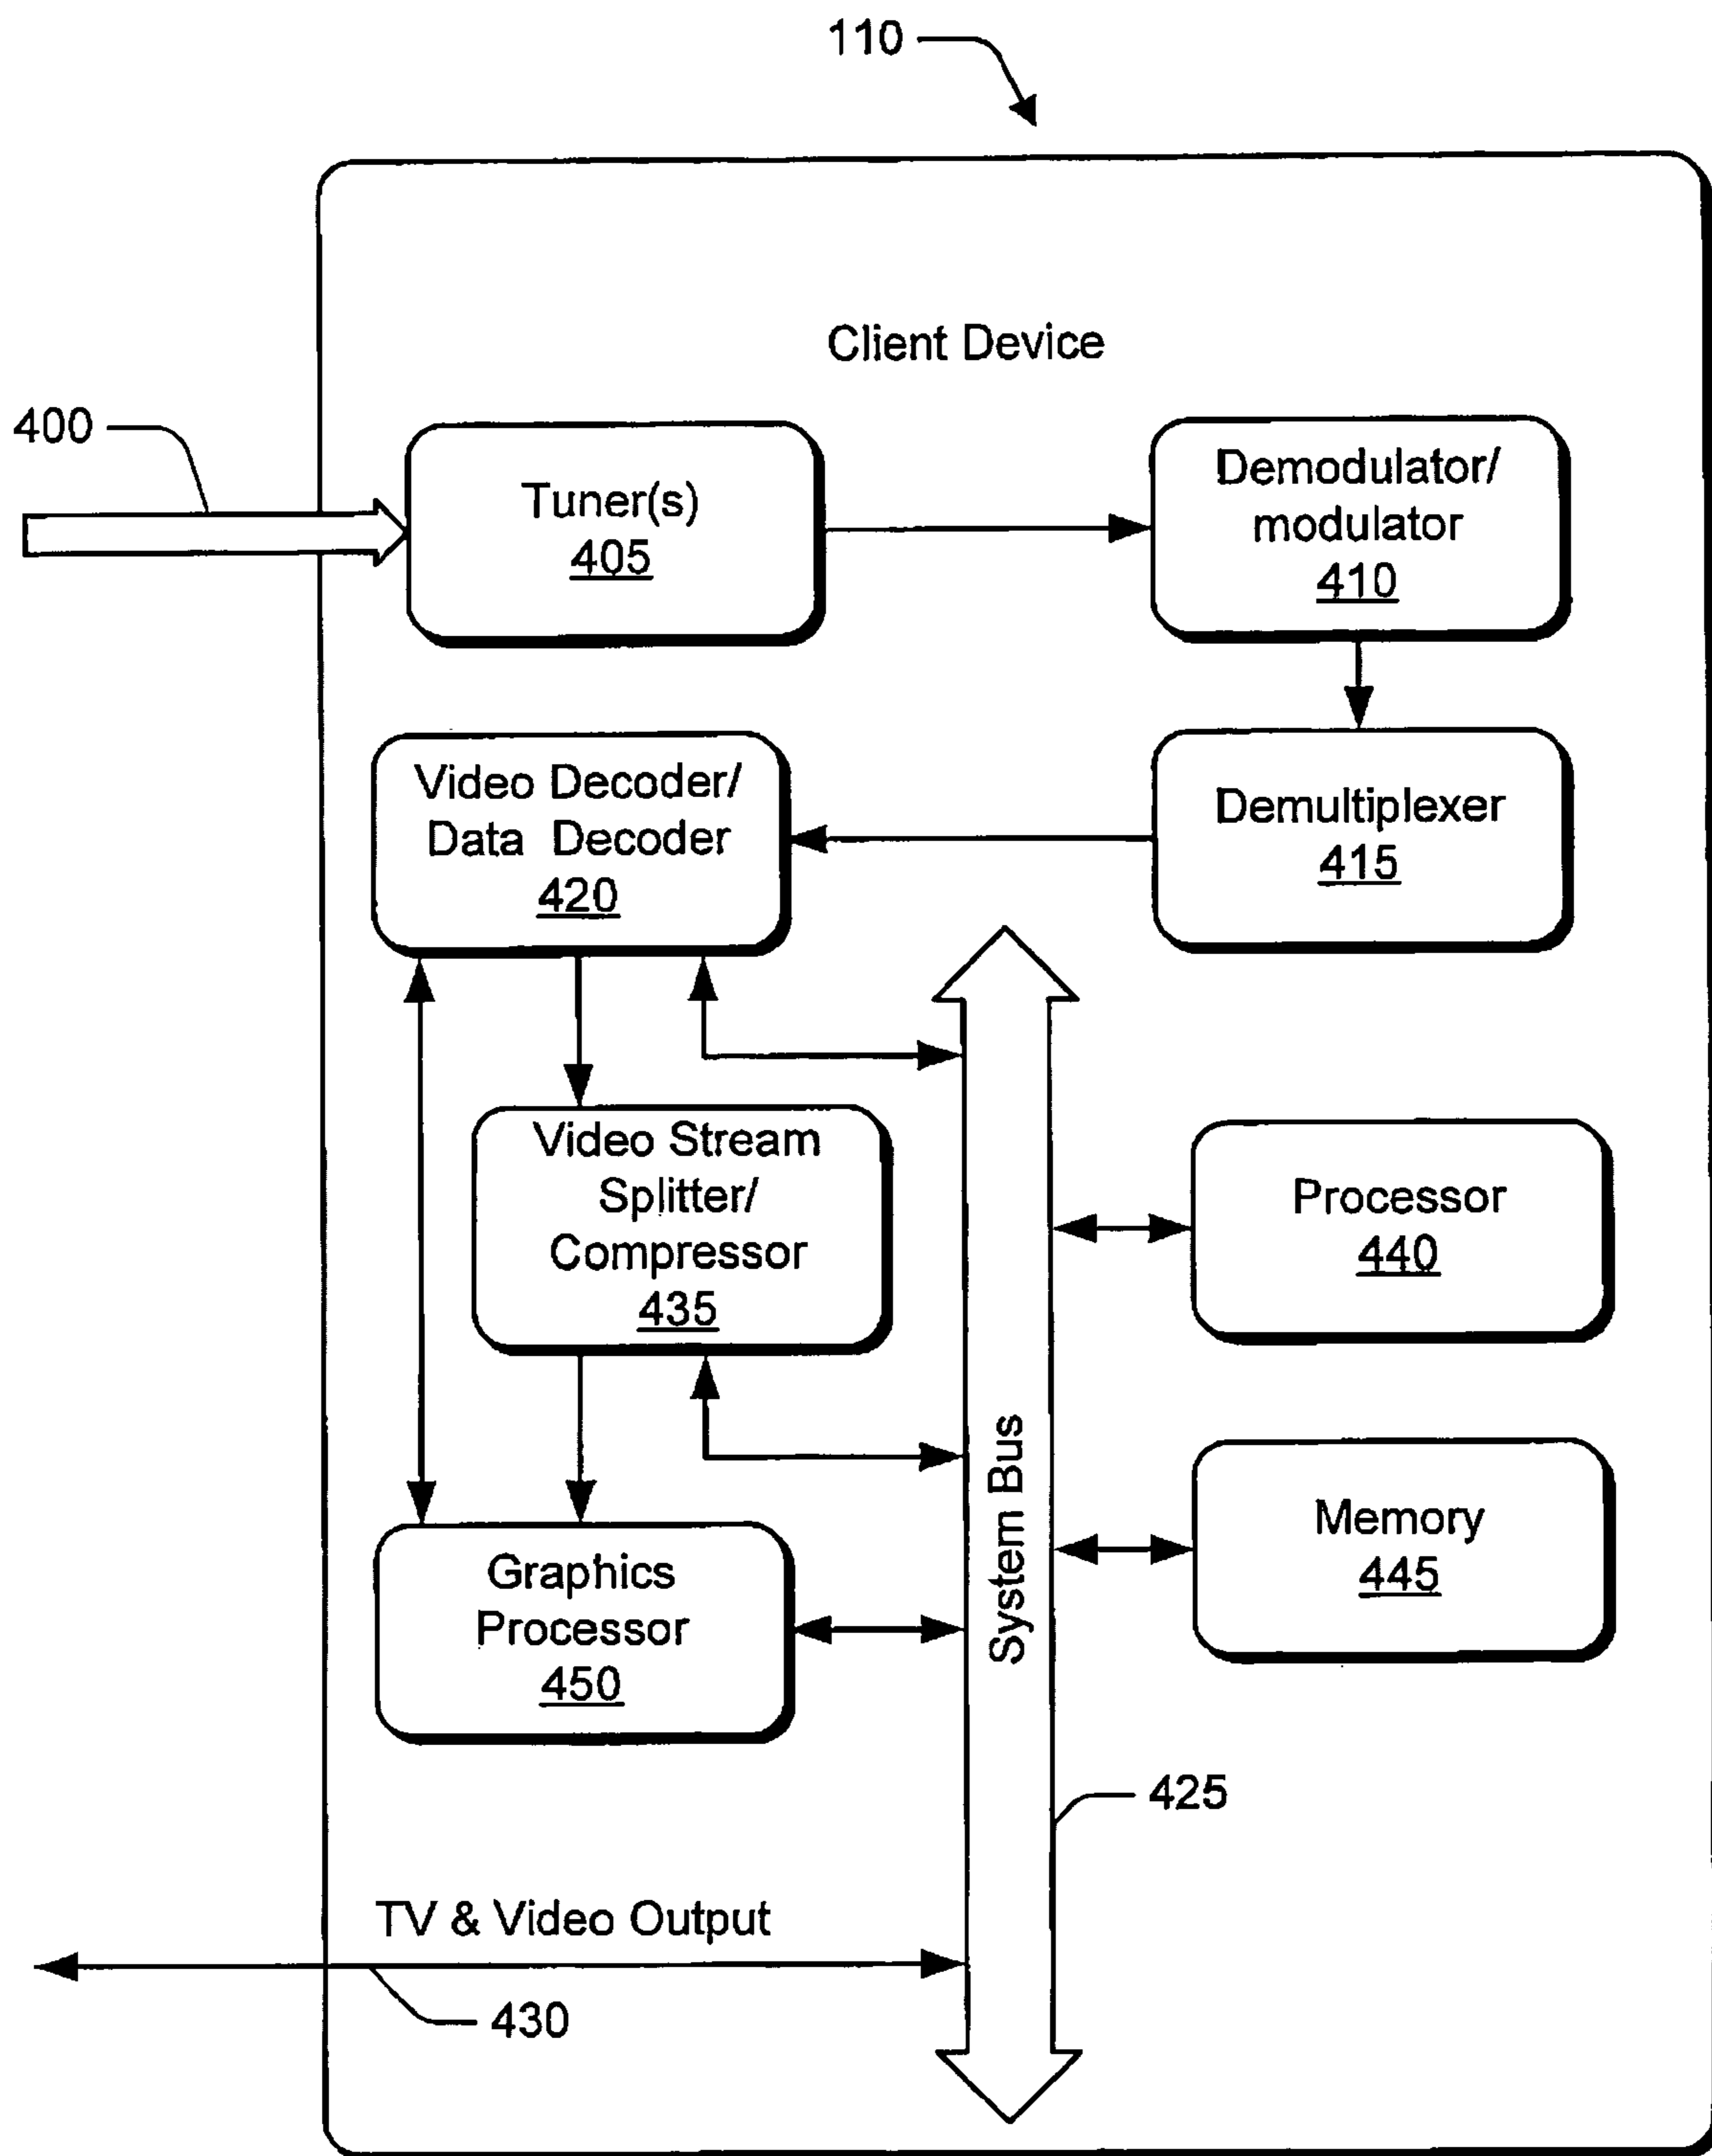 110
Client Device
400
Tuner(s)
405
Demodulator/
modulator
410
Video Decoder/
Data Decoder
420
Demultiplexer
415
Video Stream
Splitter/
Compressor
435
Processor
440
System Bus
Memory
445
Graphics
Processor
450
425
TV & Video Output
430